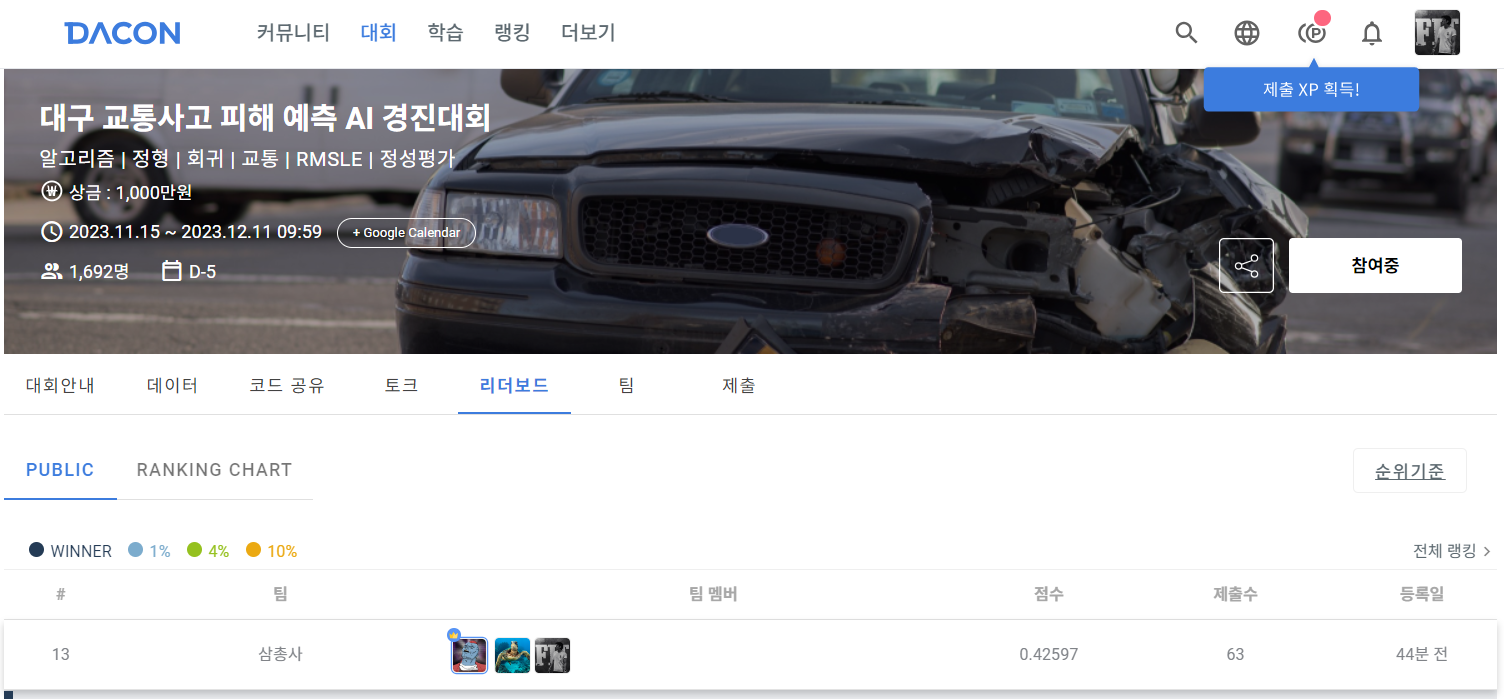 DACON 커뮤니티 대회 학습 랭킹 더보기
제출 XP 획득!
대구 교통사고 피해 예측 AI 경진대회
알고리즘 | 정형 | 회귀 | 교통 | RMSLE | 정성평가
상금 : 1,000만원
2023.11.15 ~ 2023.12.11 09:59 + Google Calendar
1,692명 D-5
참여중
대회안내 데이터 코드 공유 토크 리더보드 팀 제출
PUBLIC RANKING CHART 순위기준
WINNER 1% 4% 10% 전체 랭킹 >
# 팀 팀 멤버 점수 제출수 등록일
13 삼총사 0.42597 63 44분 전